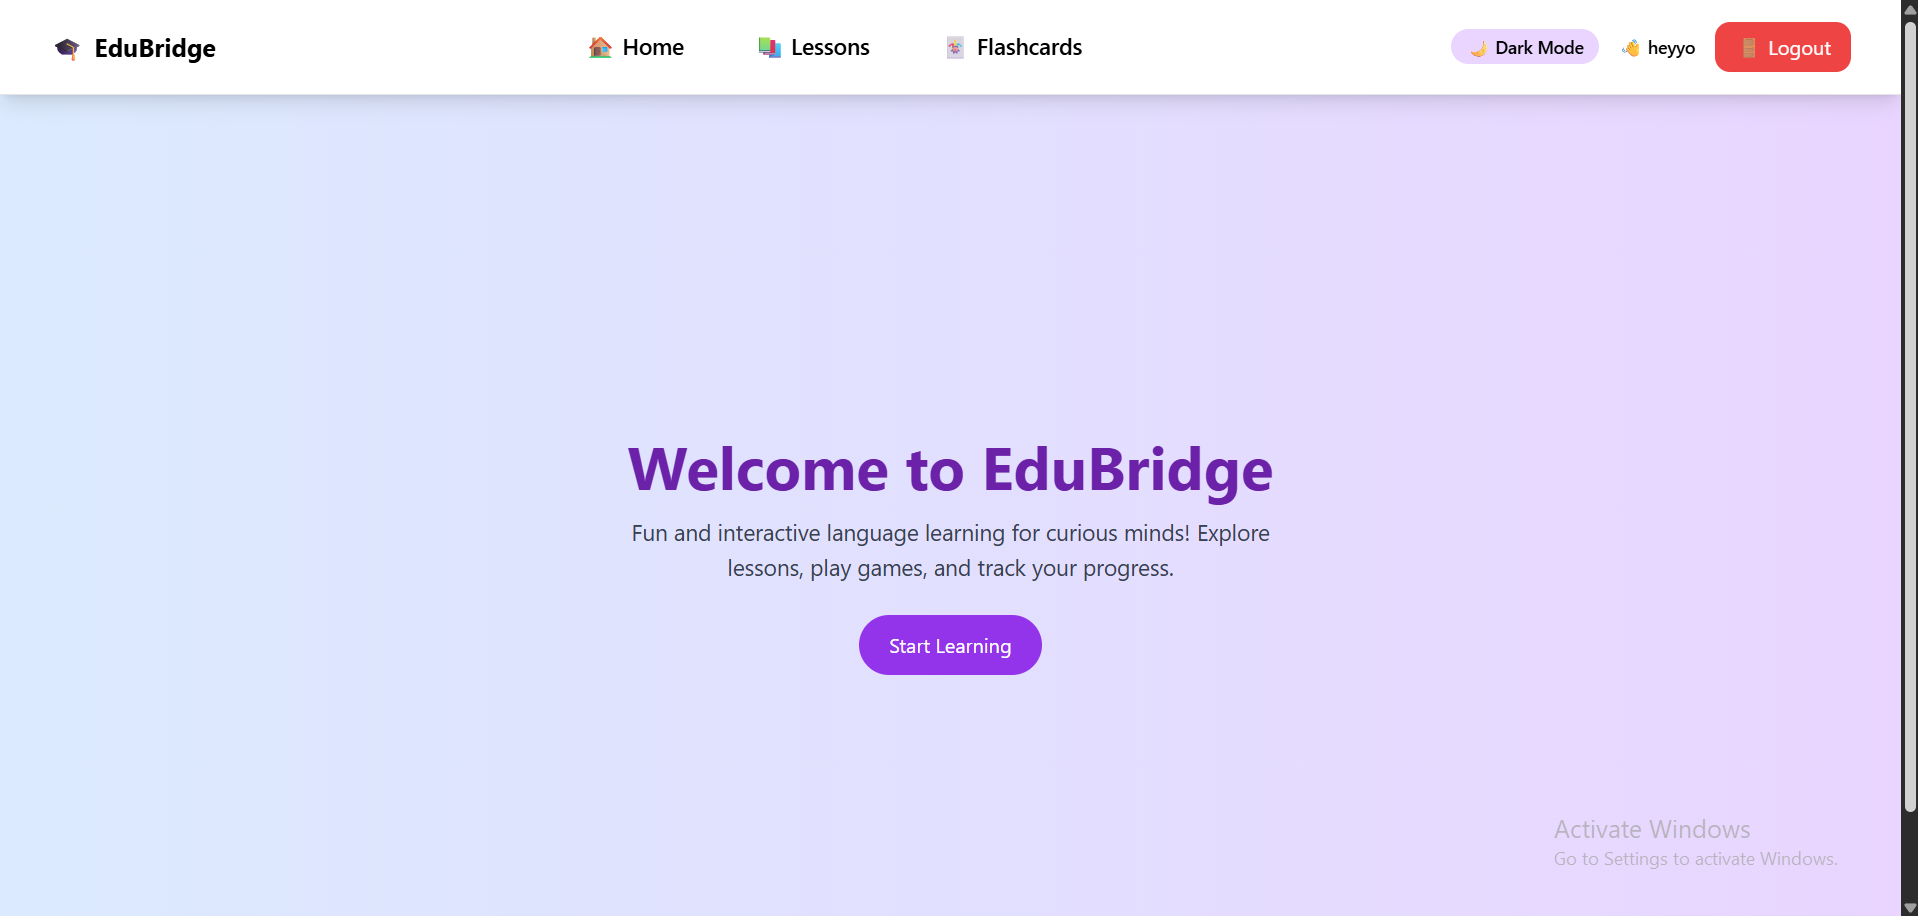 EduBridge
Home
Lessons
Flashcards
Dark Mode
heyyo
Logout
Welcome to EduBridge
Fun and interactive language learning for curious minds! Explore
lessons, play games, and track your progress.
Start Learning
Activate Windows
Go to Settings to activate Windows.